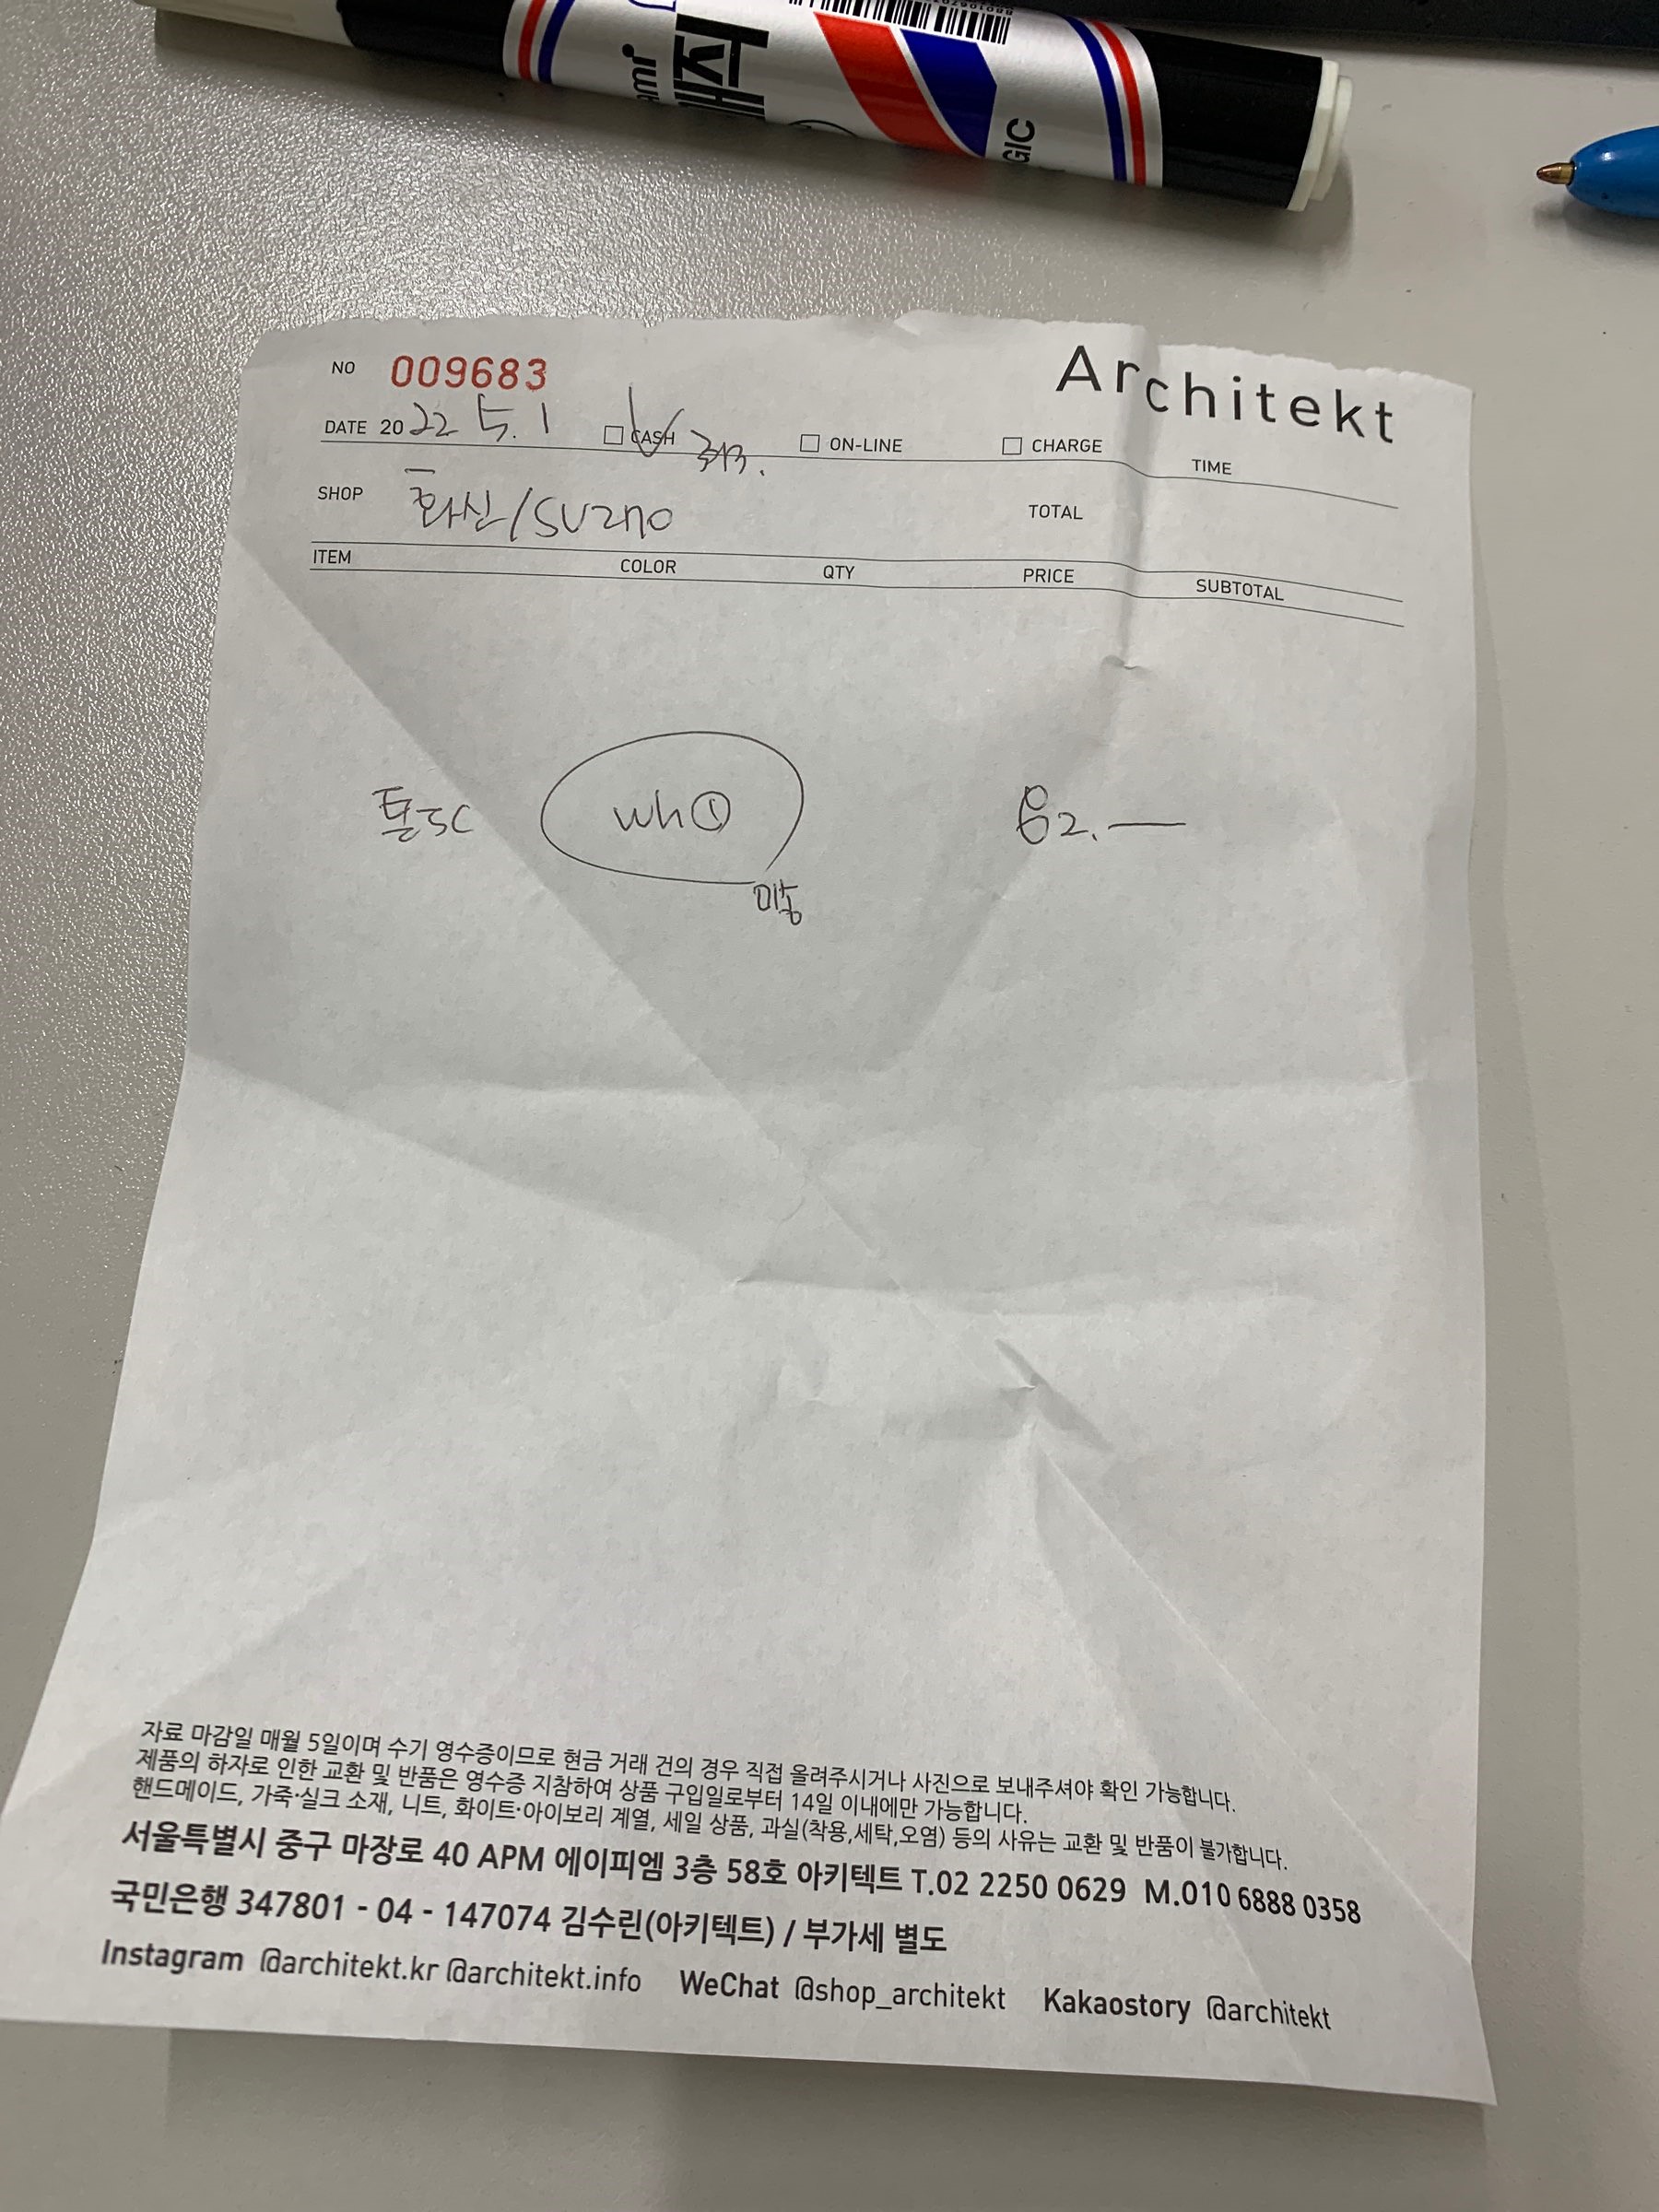 매직
GIC
NO 009683
Architekt
DATE 2022 5. 1 CASH ON-LINE CHARGE TIME
SHOP 화신/SUzno TOTAL
ITEM COLOR QTY PRICE SUBTOTAL
wh① 62.—
미송
자료 마감일 매월 5일이며 수기 영수증이므로 현금 거래 건의 경우 직접 올려주시거나 사진으로 보내주셔야 확인 가능합니다.
제품의 하자로 인한 교환 및 반품은 영수증 지참하여 상품 구입일로부터 14일 이내에만 가능합니다.
핸드메이드, 가죽·실크 소재, 니트, 화이트·아이보리 계열, 세일 상품, 과실(착용,세탁,오염) 등의 사유는 교환 및 반품이 불가합니다.
서울특별시 중구 마장로 40 APM 에이피엠 3층 58호 아키텍트 T.02 2250 0629 M.010 6888 0358
국민은행 347801 - 04 - 147074 김수린(아키텍트) / 부가세 별도
Instagram @architekt.kr @architekt.info WeChat @shop_architekt Kakaostory @architekt